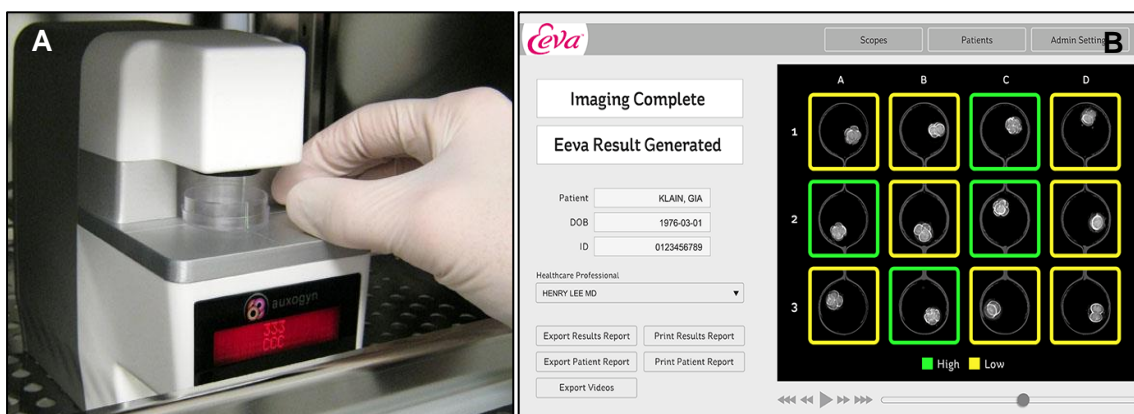 A
auxogyn
333
CCC
B
Eeva
Scopes
Patients
Admin Setting
Imaging Complete
Eeva Result Generated
Patient KLAIN, GIA
DOB 1976-03-01
ID 0123456789
Healthcare Professional
HENRY LEE MD
Export Results Report Print Results Report
Export Patient Report Print Patient Report
Export Videos
A B C D
1
2
3
High Low